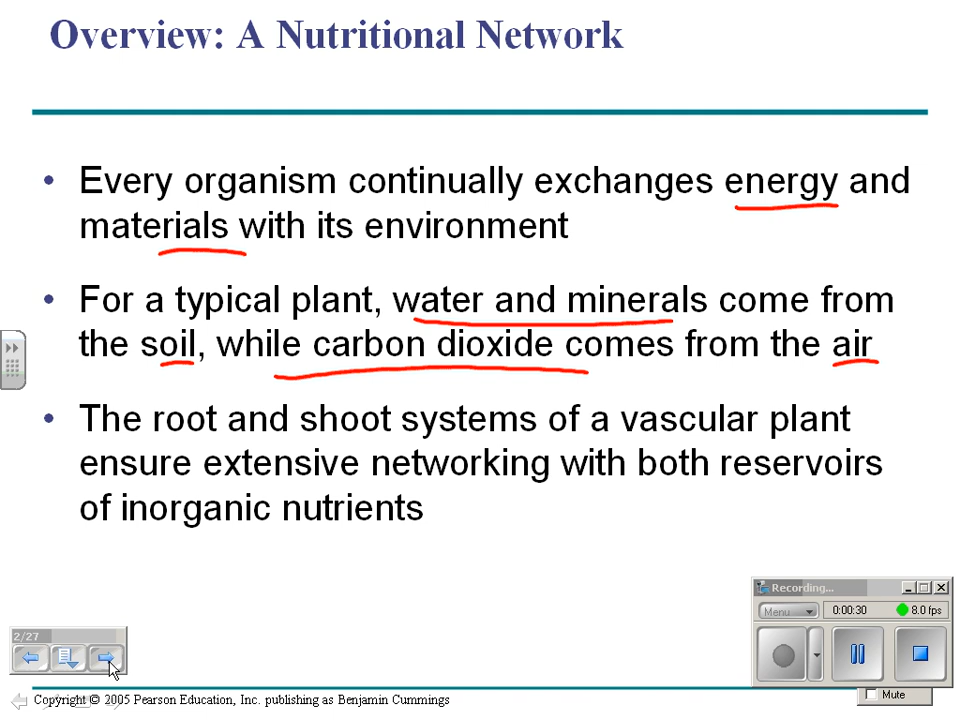 Overview: A Nutritional Network
• Every organism continually exchanges energy and
materials with its environment
• For a typical plant, water and minerals come from
the soil, while carbon dioxide comes from the air
• The root and shoot systems of a vascular plant
ensure extensive networking with both reservoirs
of inorganic nutrients
Recording...
Menu 0:00:30 8.0 fps
2/27
Mute
Copyright © 2005 Pearson Education, Inc. publishing as Benjamin Cummings